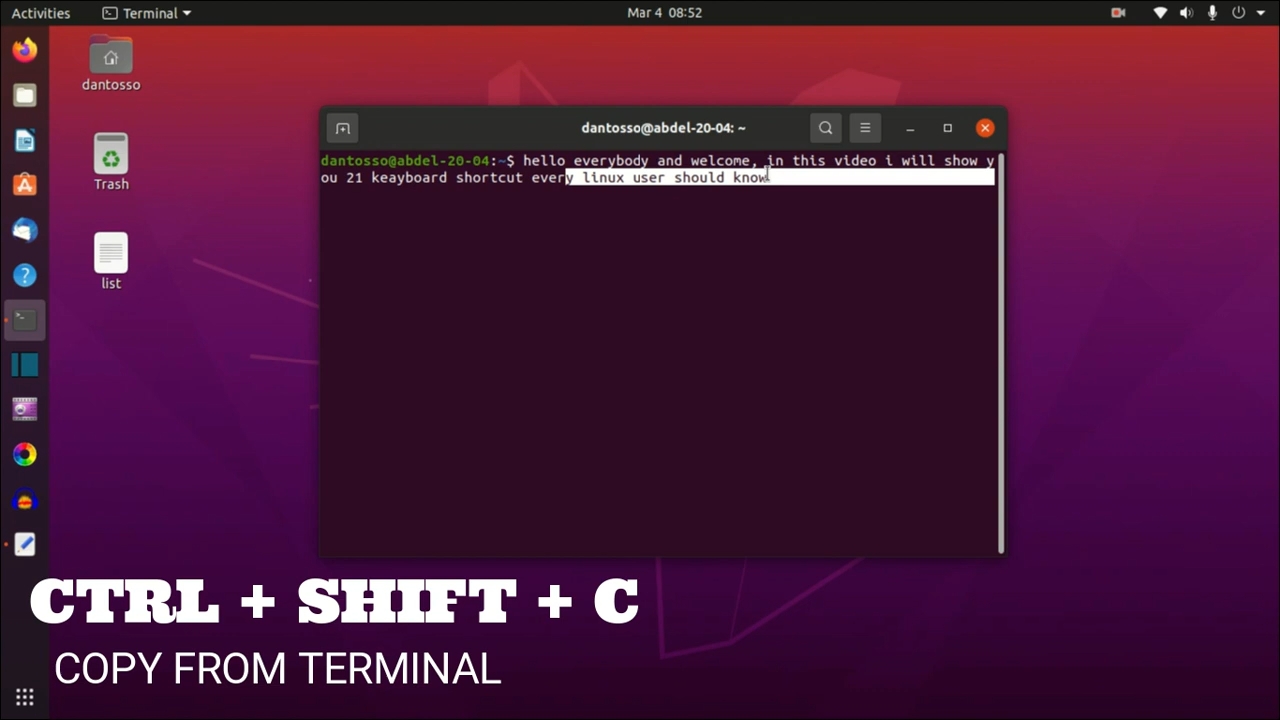 Activities
Terminal
Mar 4 08:52
dantosso
Trash
list
dantosso@abdel-20-04: ~
dantosso@abdel-20-04:~$ hello everybody and welcome, in this video i will show y
ou 21 keayboard shortcut every linux user should know
CTRL + SHIFT + C
COPY FROM TERMINAL